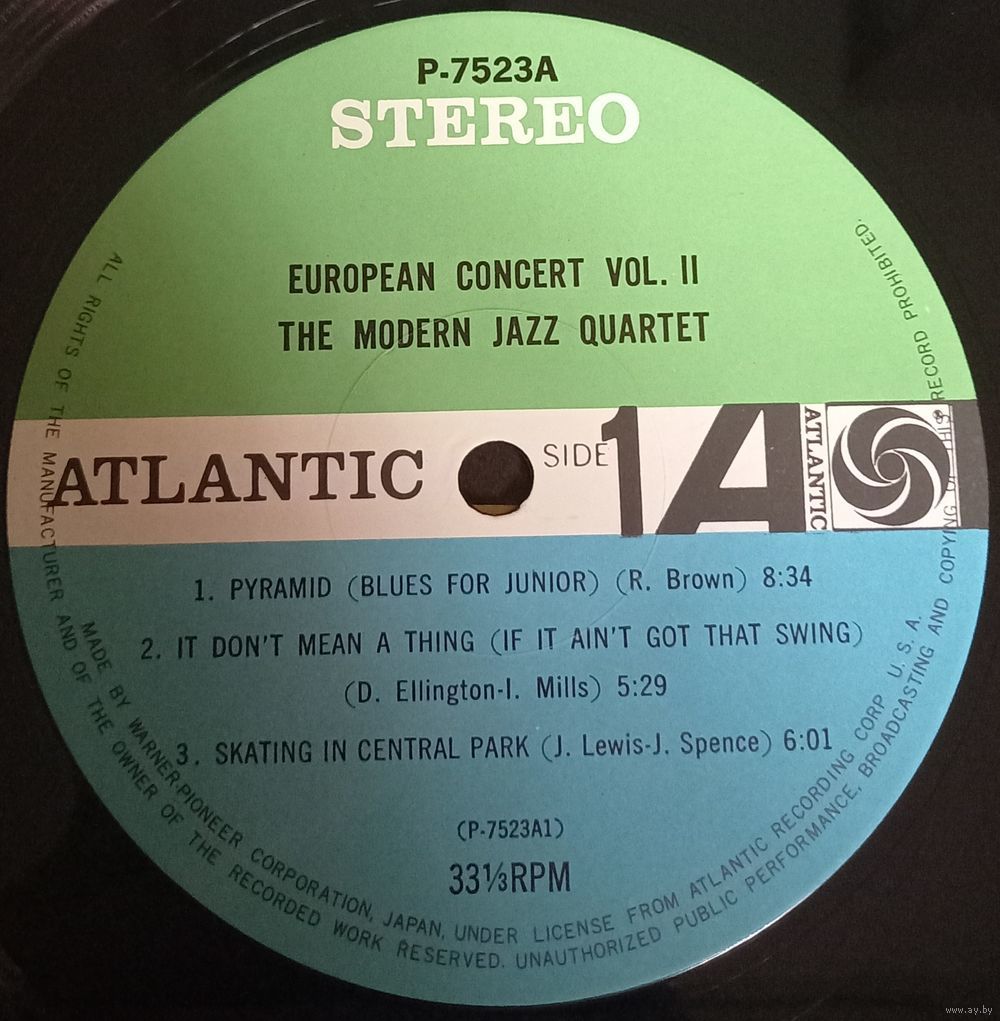 P-7523A
STEREO
EUROPEAN CONCERT VOL. II
THE MODERN JAZZ QUARTET
ATLANTIC
SIDE 1 A
ATLANTIC
1. PYRAMID (BLUES FOR JUNIOR) (R. Brown) 8:34
2. IT DON'T MEAN A THING (IF IT AIN'T GOT THAT SWING)
(D. Ellington-I. Mills) 5:29
3. SKATING IN CENTRAL PARK (J. Lewis-J. Spence) 6:01
(P-7523A1)
33⅓RPM
MADE BY WARNER-PIONEER CORPORATION, JAPAN, UNDER LICENSE FROM ATLANTIC RECORDING CORP. U. S. A.
ALL RIGHTS OF THE MANUFACTURER AND OF THE OWNER OF THE RECORDED WORK RESERVED. UNAUTHORIZED PUBLIC PERFORMANCE, BROADCASTING AND COPYING OF THIS RECORD PROHIBITED.
www.ay.by